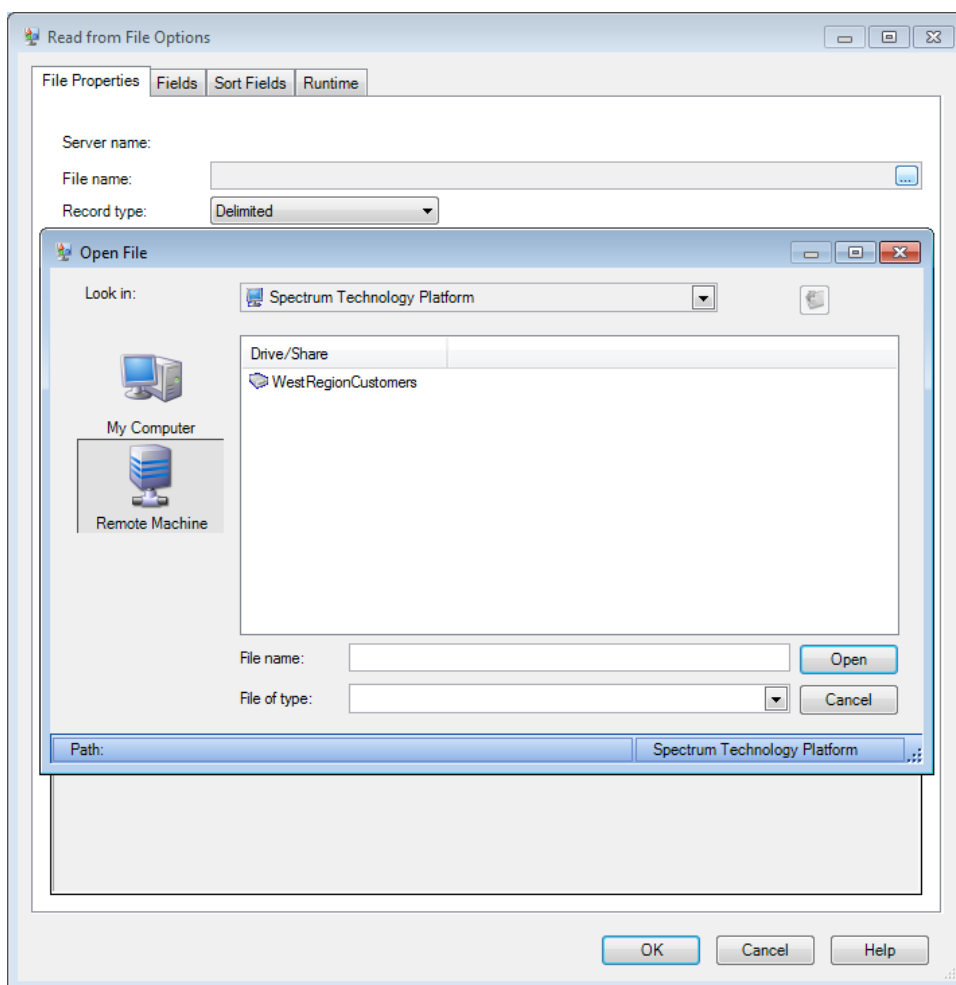 Read from File Options
File Properties Fields Sort Fields Runtime
Server name:
File name: ...
Record type: Delimited
Open File
Look in: Spectrum Technology Platform
Drive/Share
WestRegionCustomers
My Computer
Remote Machine
File name: Open
File of type: Cancel
Path: Spectrum Technology Platform
OK Cancel Help